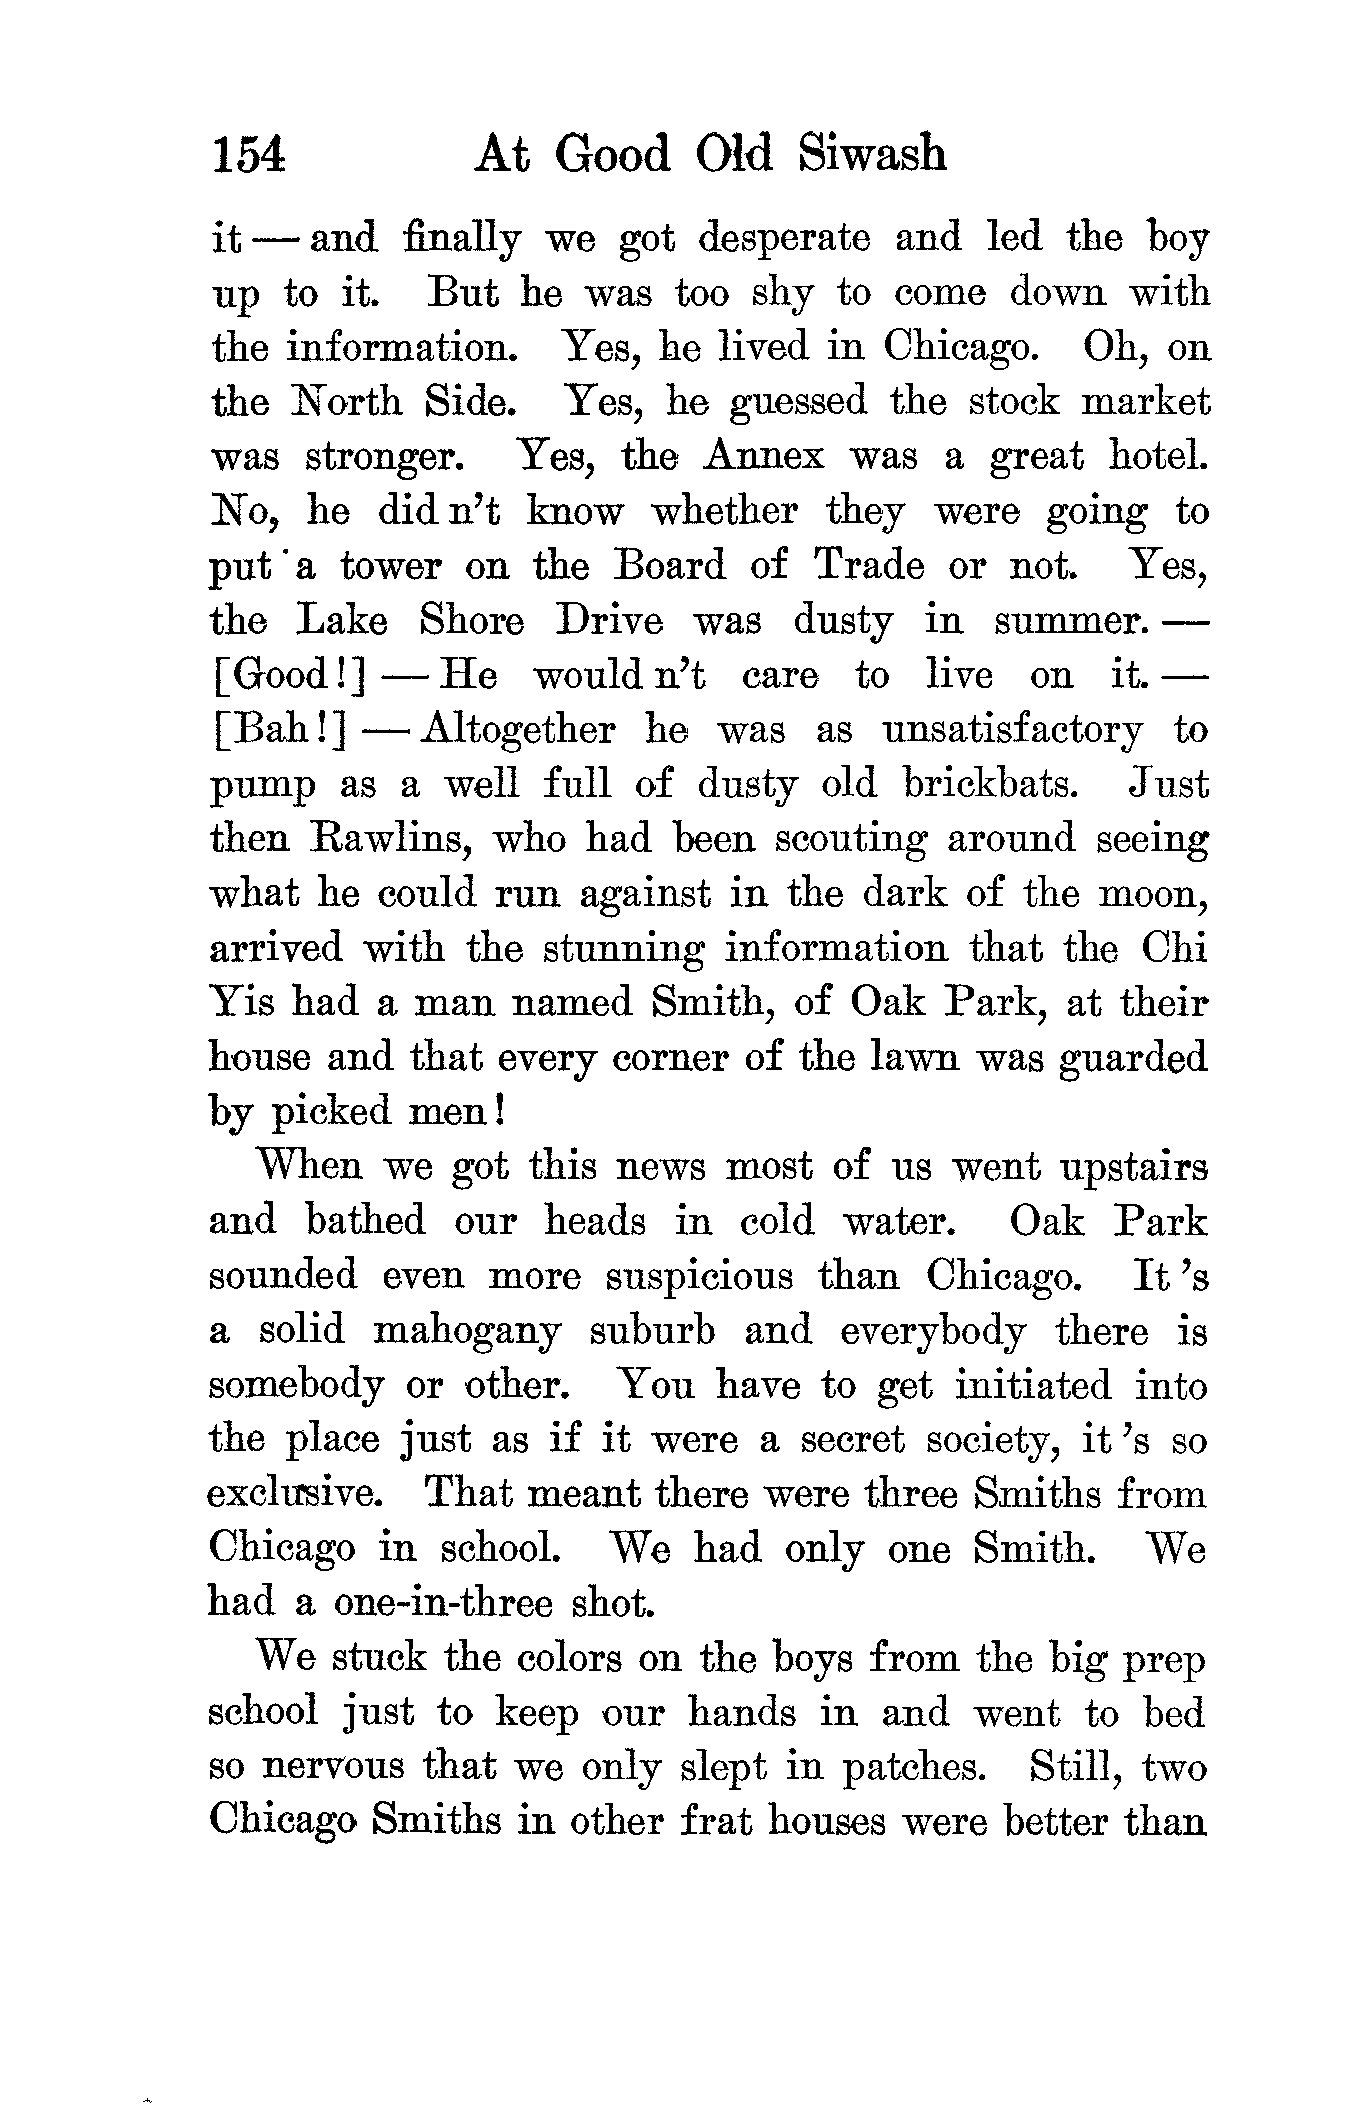 154 At Good Old Siwash
it — and finally we got desperate and led the boy
up to it. But he was too shy to come down with
the information. Yes, he lived in Chicago. Oh, on
the North Side. Yes, he guessed the stock market
was stronger. Yes, the Annex was a great hotel.
No, he did n't know whether they were going to
put a tower on the Board of Trade or not. Yes,
the Lake Shore Drive was dusty in summer. —
[Good!] — He would n't care to live on it. —
[Bah!] — Altogether he was as unsatisfactory to
pump as a well full of dusty old brickbats. Just
then Rawlins, who had been scouting around seeing
what he could run against in the dark of the moon,
arrived with the stunning information that the Chi
Yis had a man named Smith, of Oak Park, at their
house and that every corner of the lawn was guarded
by picked men!
When we got this news most of us went upstairs
and bathed our heads in cold water. Oak Park
sounded even more suspicious than Chicago. It 's
a solid mahogany suburb and everybody there is
somebody or other. You have to get initiated into
the place just as if it were a secret society, it 's so
exclusive. That meant there were three Smiths from
Chicago in school. We had only one Smith. We
had a one-in-three shot.
We stuck the colors on the boys from the big prep
school just to keep our hands in and went to bed
so nervous that we only slept in patches. Still, two
Chicago Smiths in other frat houses were better than